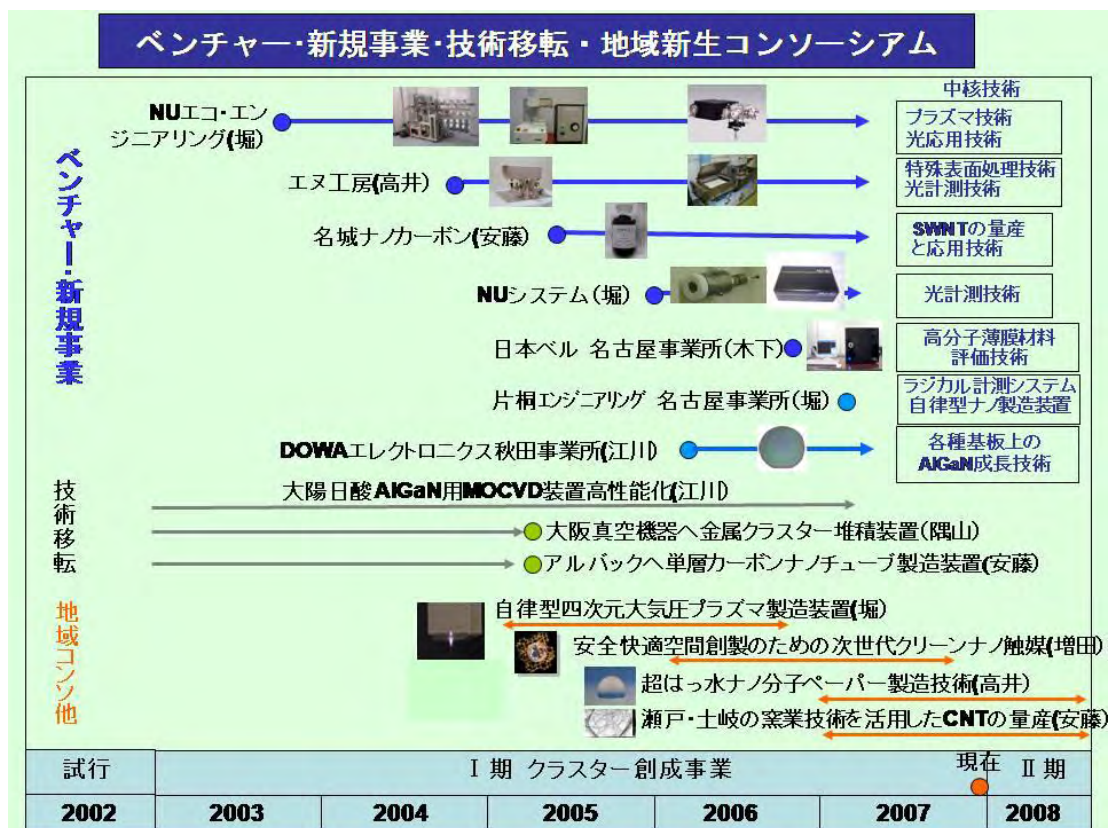 ベンチャー・新規事業・技術移転・地域新生コンソーシアム
中核技術
ベンチャー・新規事業
NUエコ・エン
ジニアリング(堀)
プラズマ技術
光応用技術
エヌ工房(高井)
特殊表面処理技術
光計測技術
名城ナノカーボン(安藤)
SWNTの量産
と応用技術
NUシステム(堀)
光計測技術
日本ベル 名古屋事業所(木下)
高分子薄膜材料
評価技術
片桐エンジニアリング 名古屋事業所(堀)
ラジカル計測システム
自律型ナノ製造装置
DOWAエレクトロニクス秋田事業所(江川)
各種基板上の
AlGaN成長技術
技術移転
大陽日酸AlGaN用MOCVD装置高性能化(江川)
大阪真空機器へ金属クラスター堆積装置(隅山)
アルバックへ単層カーボンナノチューブ製造装置(安藤)
地域コンソ他
自律型四次元大気圧プラズマ製造装置(堀)
安全快適空間創製のための次世代クリーンナノ触媒(増田)
超はっ水ナノ分子ペーパー製造技術(高井)
瀬戸・土岐の窯業技術を活用したCNTの量産(安藤)
試行
Ⅰ期 クラスター創成事業
現在
Ⅱ期
2002
2003
2004
2005
2006
2007
2008